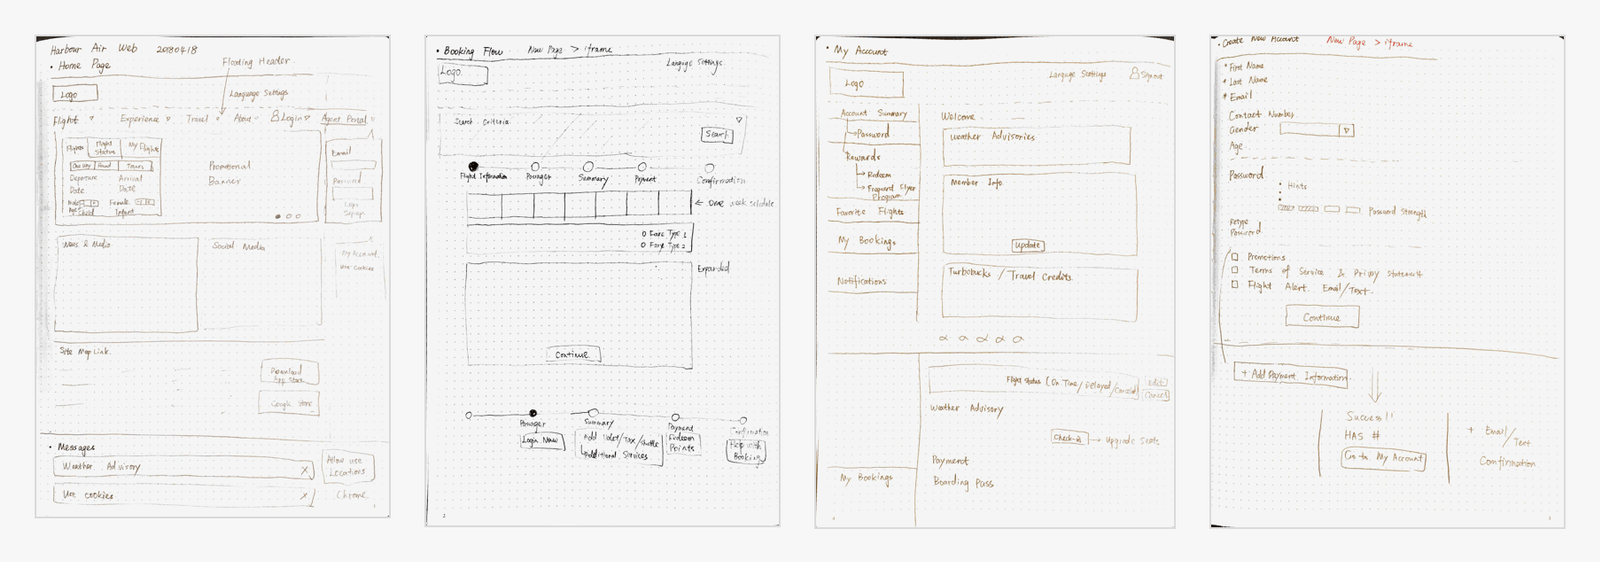 Harbour Air Web 20180418
• Home Page
Floating Header
Logo
Language Settings
Flight Experience Travel About Login Agent Portal
Flights Flight Status My Flights
One Way Round Tours
Departure Arrival
Date Date
Male Female
Child Infant
Promotional
Banner
Email
Password
Login
Sign up
News & Media
Social Media
My Account
Use cookies
Site Map Link.
Download
App Store
Google Store
• Messages
Weather Advisory X
Use cookies X
Allow use
Locations
Chrome.
• Booking Flow New Page > iframe
Logo
Language Settings
Search Criteria
Search
Flight Information Passenger Summary Payment Confirmation
← One week schedule
O Fare Type 1
O Fare Type 2
Expanded
Continue
Passenger Summary Payment Confirmation
Login Now
Add Valet/Taxi/Shuttle
Additional Services
Redeem
Points
Help with
Booking
• My Account
Logo
Language Settings
Account Summary
Password
Rewards
Redeem
Frequent Flyer
Program
Favorite Flights
My Bookings
Notifications
Welcome
Weather Advisories
Member Info.
Update
Turbobucks / Travel Credits.
Flight Status (On Time/Delayed/Cancel)
Edit
Cancel
Weather Advisory
Check-in → Upgrade Seats
Payment
Boarding Pass
My Bookings
• Create New Account New Page > iframe
* First Name
* Last Name
* Email
Contact Number.
Gender
Age
Password
• Hints
Password Strength
Retype
Password
Promotions
Terms of Service & Privacy Statement
Flight Alert. Email/Text.
Continue
+ Add Payment Information
Success!!
HAS #
Go to My Account
+ Email/
Text
Confirmation